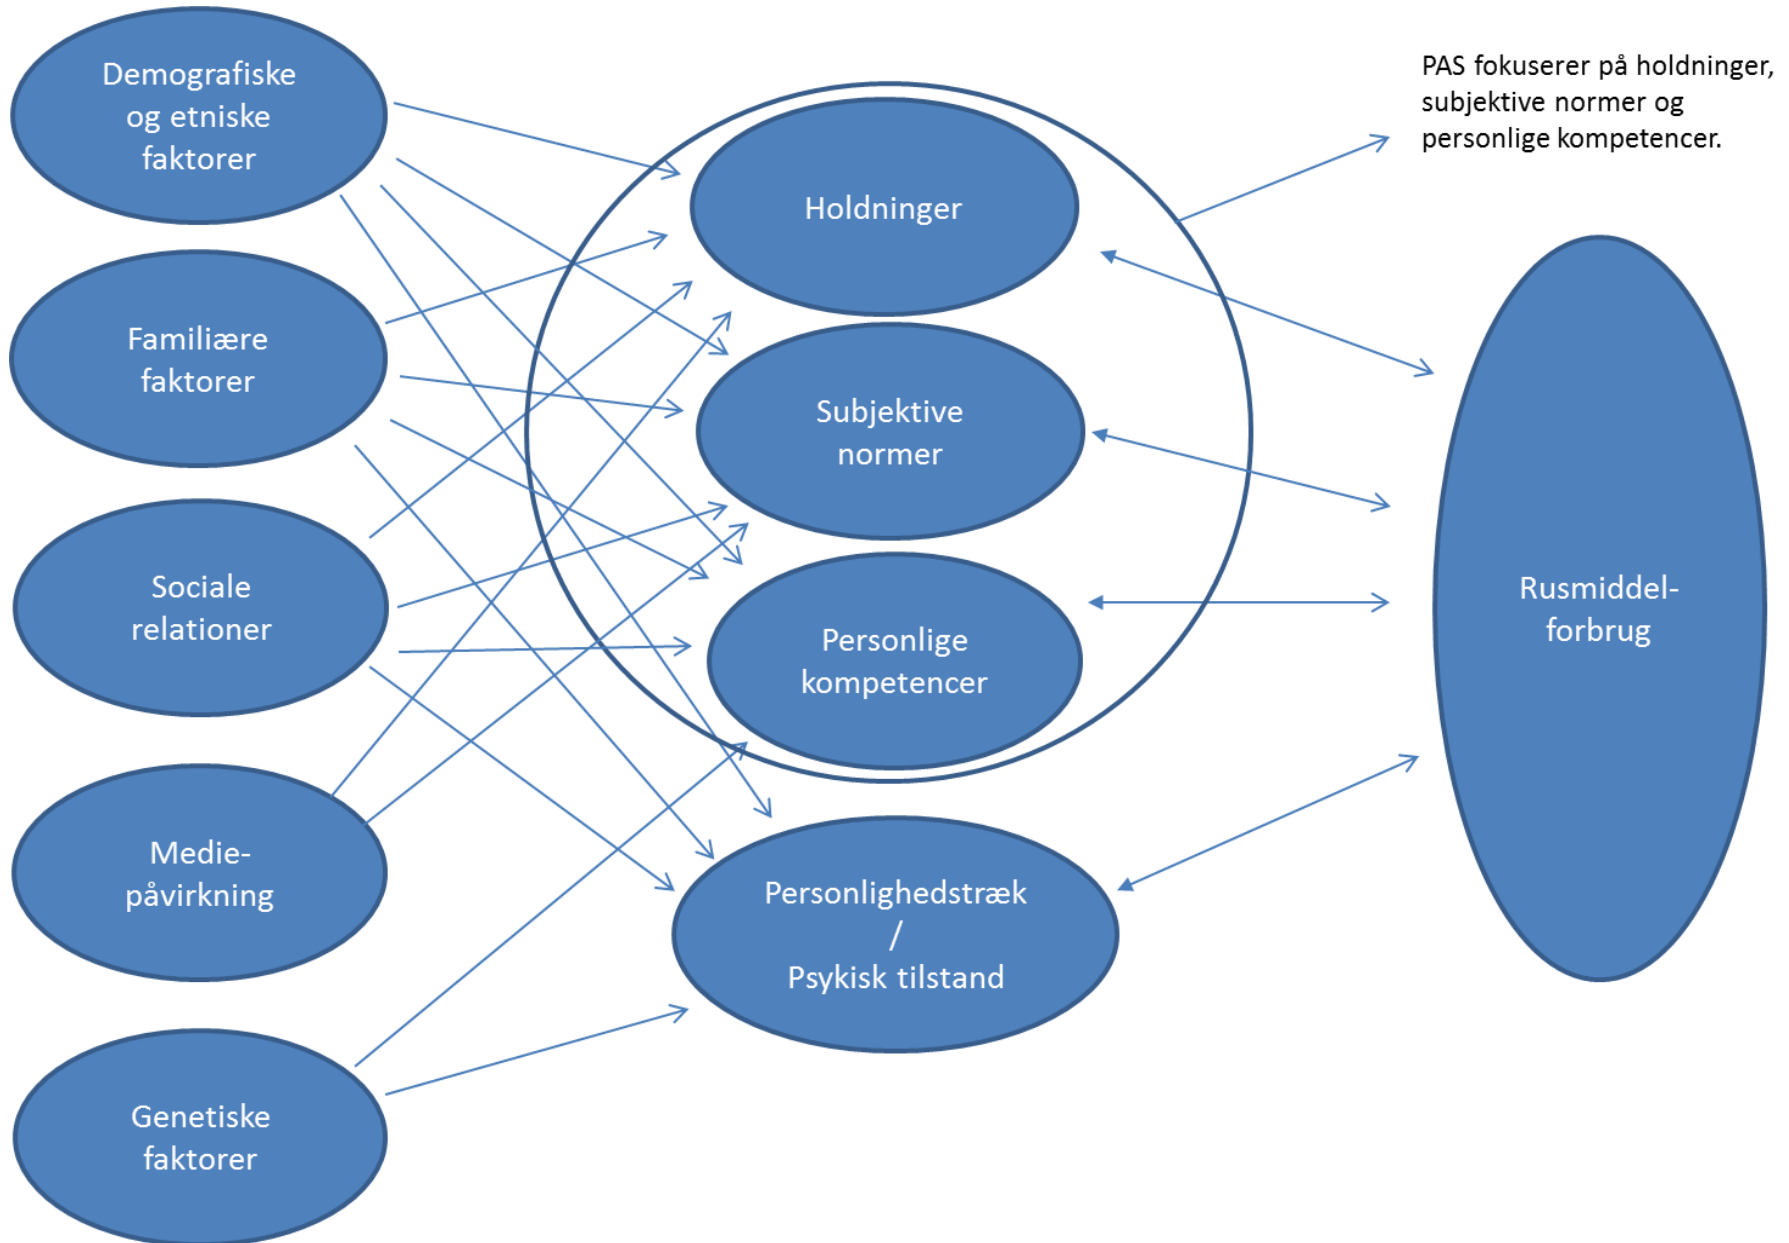 Demografiske
og etniske
faktorer
Familiære
faktorer
Sociale
relationer
Medie-
påvirkning
Genetiske
faktorer
Holdninger
Subjektive
normer
Personlige
kompetencer
Personlighedstræk
/
Psykisk tilstand
PAS fokuserer på holdninger,
subjektive normer og
personlige kompetencer.
Rusmiddel-
forbrug